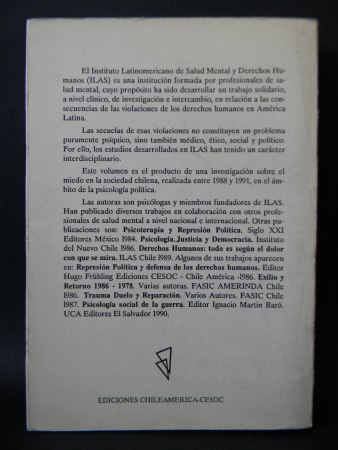 El Instituto Latinomericano de Salud Mental y Derechos Hu-
manos (ILAS) es una institución formada por profesionales de sa-
lud mental, cuyo propósito ha sido desarrollar un trabajo solidario,
a nivel clínico, de investigación e intercambio, en relación a las con-
secuencias de las violaciones de los derechos humanos en América
Latina.
Las secuelas de esas violaciones no constituyen un problema
puramente psíquico, sino también médico, ético, social y político.
Por ello, los estudios desarrollados en ILAS han tenido un carácter
interdisciplinario.
Este volumen es el producto de una investigación sobre el
miedo en la sociedad chilena, realizada entre 1988 y 1991, en el ám-
bito de la psicología política.
Las autoras son psicólogas y miembros fundadores de ILAS.
Han publicado diversos trabajos en colaboración con otros profesio-
nales de salud mental a nivel nacional e internacional. Otras pu-
blicaciones son: Psicoterapia y Represión Política. Siglo XXI
Editores México 1984. Psicología, Justicia y Democracia. Instituto
del Nuevo Chile 1986. Derechos Humanos: todo es según el dolor
con que se mira. ILAS Chile 1989. Algunos de sus trabajos aparecen
en: Represión Política y defensa de los derechos humanos. Editor
Hugo Frühling Ediciones CESOC - Chile América -1986. Exilio y
Retorno 1986 - 1978. Varias autoras. FASIC AMERINDA Chile
1986. Trauma Duelo y Reparación. Varios Autores. FASIC Chile
1987. Psicología social de la guerra. Editor Ignacio Martín Baró.
UCA Editores El Salvador 1990.
EDICIONES CHILEAMERICA-CESOC